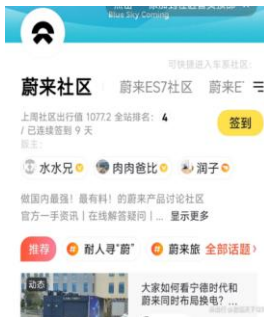 Blue Sky Coming
可快捷进入车系社区:
蔚来社区 蔚来ES7社区 蔚来E
上周社区出行值 1077.2 全站排名: 4
/ 已连续签到 9 天
签到
版主:
水水兄 肉肉爸比 润子
做国内最强！最有料！的蔚来产品讨论社区
官方一手资讯 | 在线解答疑问 | ... 显示更多
推荐 耐人寻"蔚" 蔚来旅 全部话题>
动态
大家如何看宁德时代和
蔚来同时布局换电？...